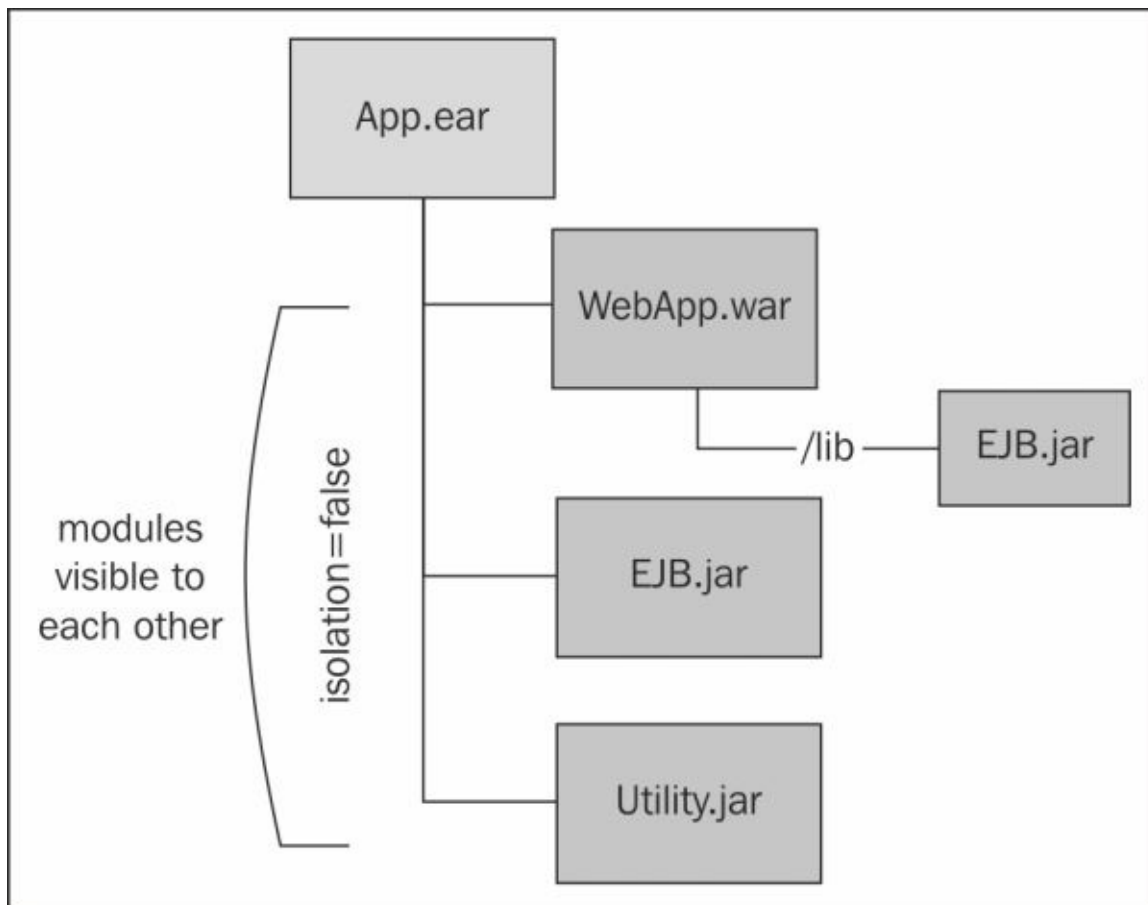 App.ear
WebApp.war
/lib
EJB.jar
modules
visible to
each other
isolation=false
EJB.jar
Utility.jar